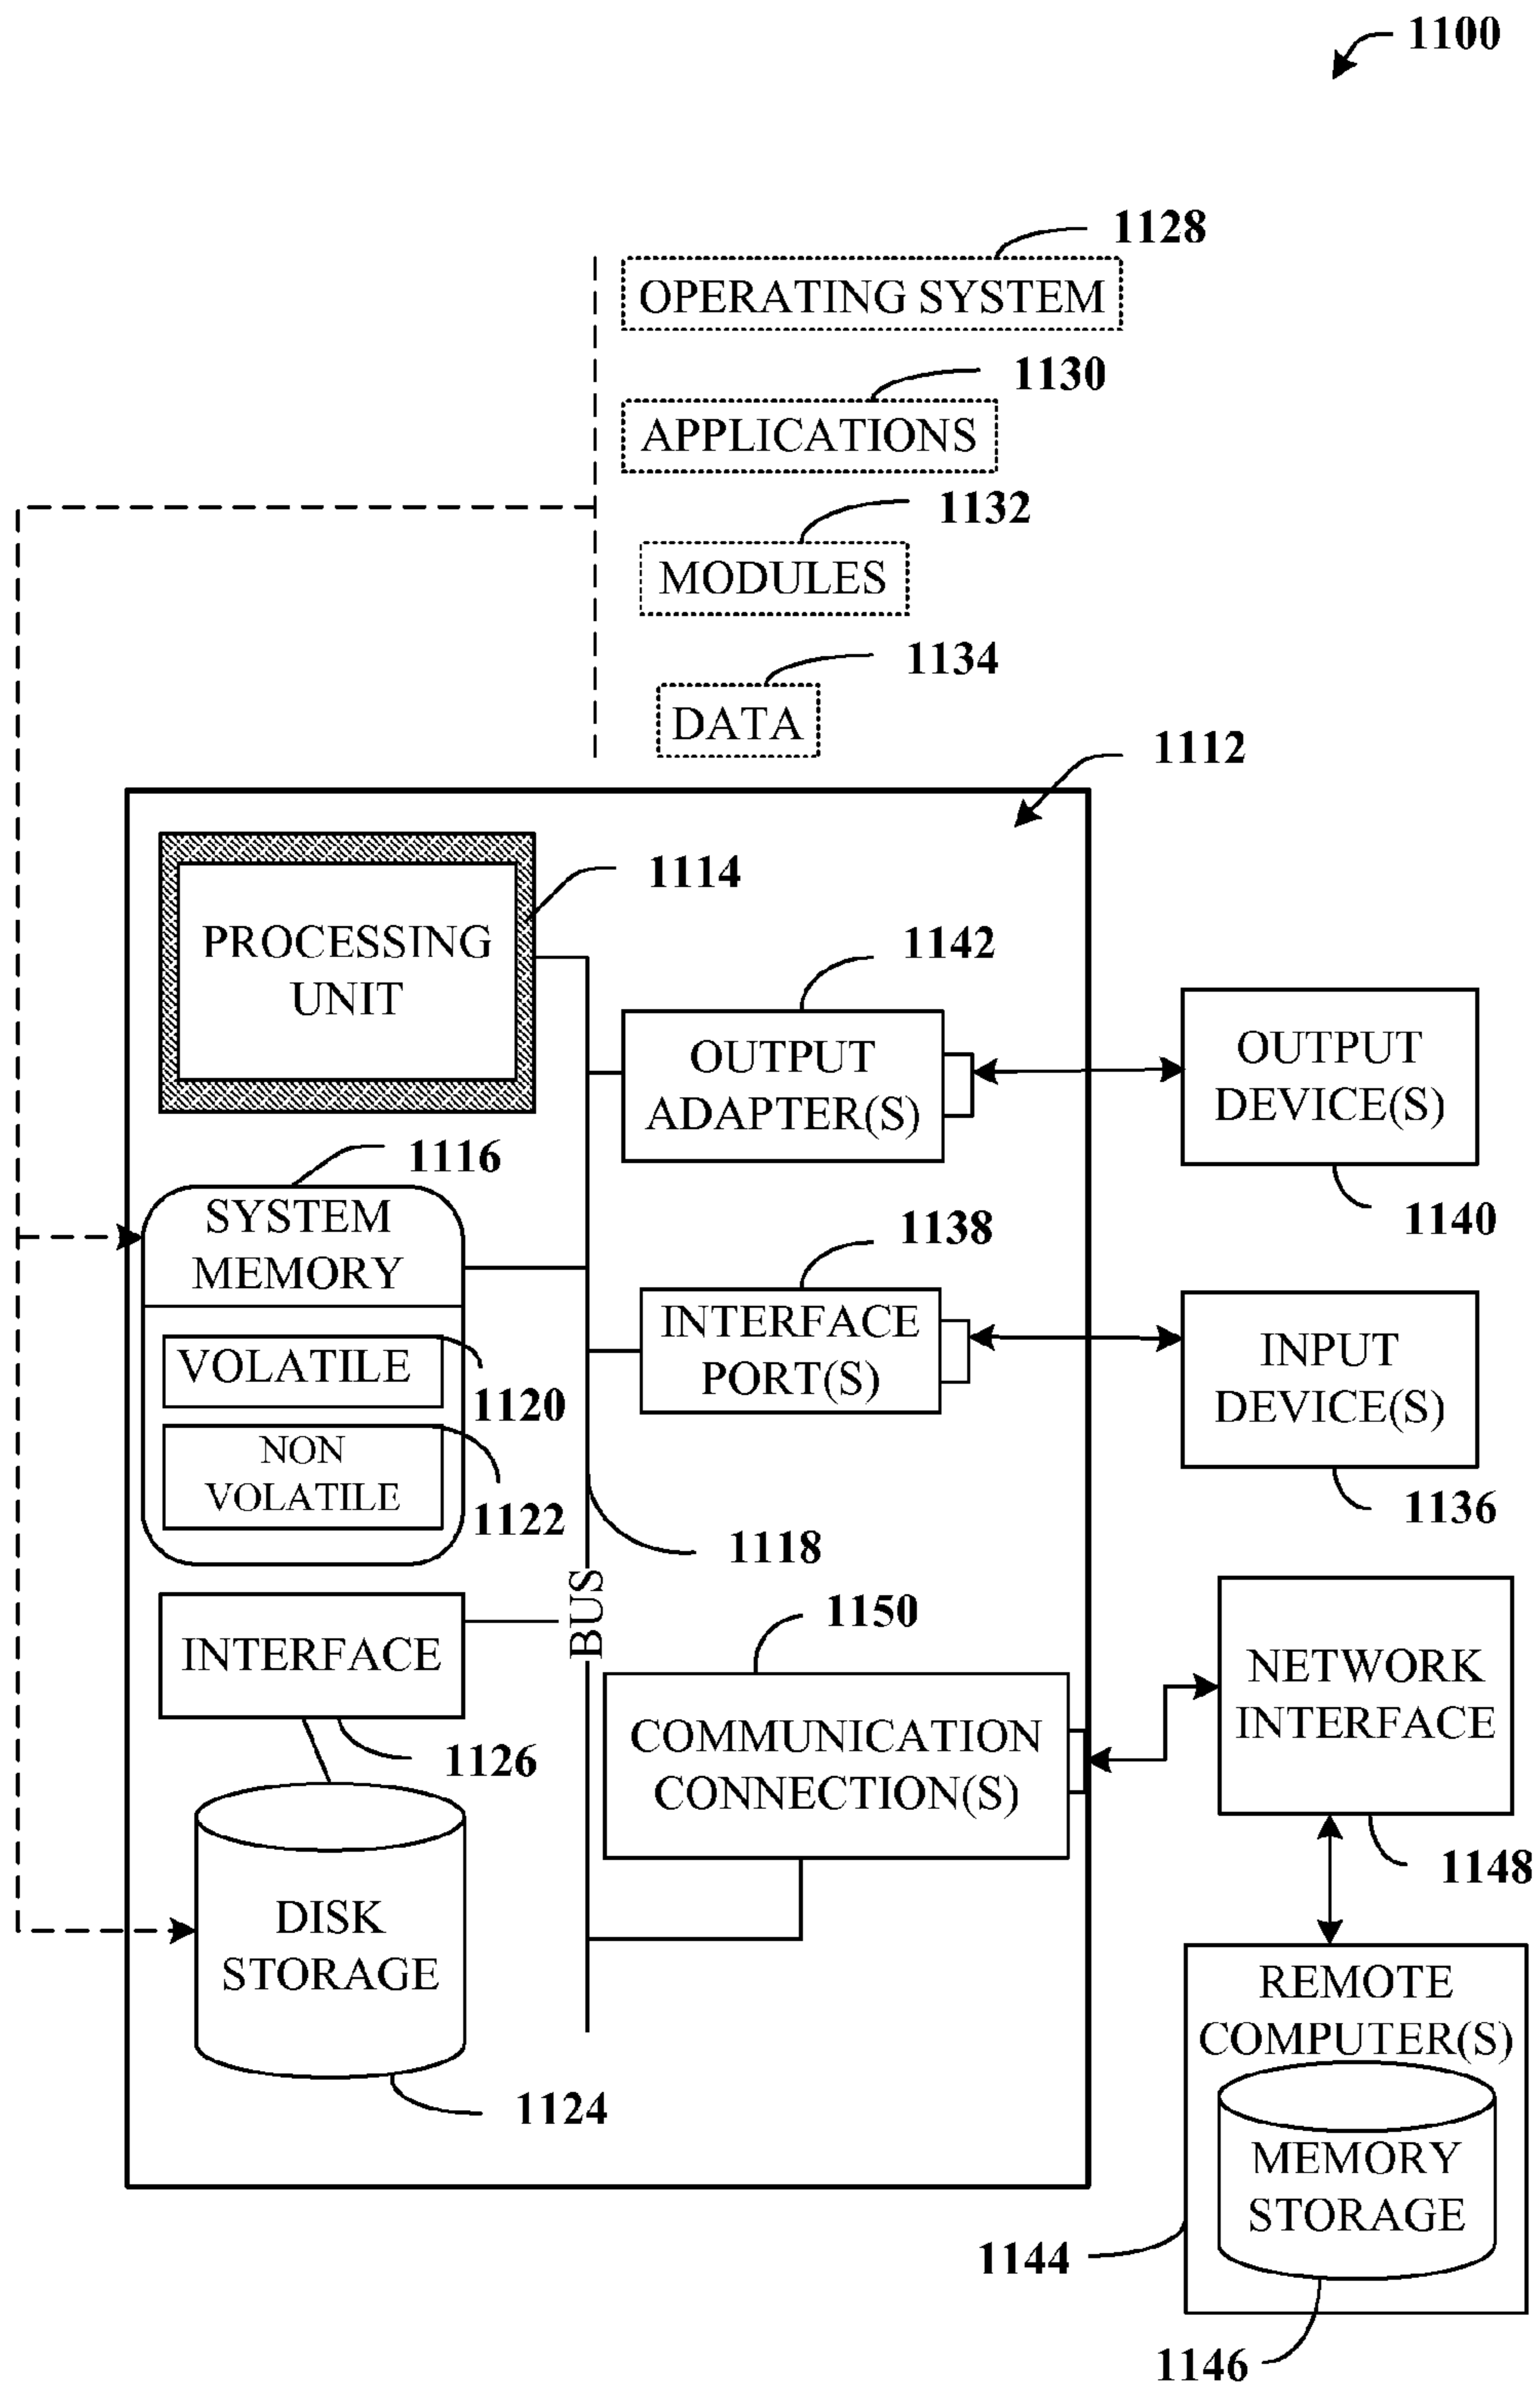 1100
1128
OPERATING SYSTEM
1130
APPLICATIONS
1132
MODULES
1134
DATA
1112
1114
PROCESSING
UNIT
1142
OUTPUT
ADAPTER(S)
OUTPUT
DEVICE(S)
1140
1116
SYSTEM
MEMORY
1138
INTERFACE
PORT(S)
INPUT
DEVICE(S)
1136
VOLATILE
1120
NON
VOLATILE
1122
1118
BUS
1150
INTERFACE
1126
COMMUNICATION
CONNECTION(S)
NETWORK
INTERFACE
1148
DISK
STORAGE
1124
REMOTE
COMPUTER(S)
MEMORY
STORAGE
1144
1146